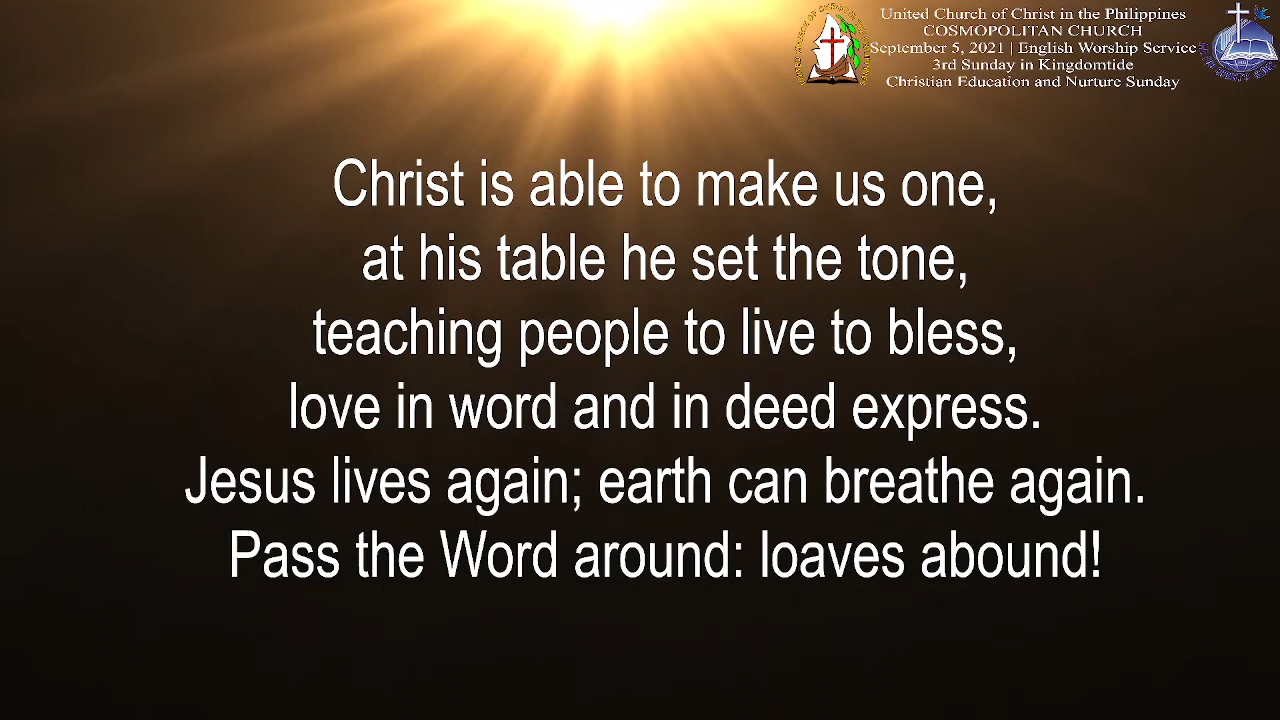 United Church of Christ in the Philippines
COSMOPOLITAN CHURCH
September 5, 2021 | English Worship Service
3rd Sunday in Kingdomtide
Christian Education and Nurture Sunday
Christ is able to make us one,
at his table he set the tone,
teaching people to live to bless,
love in word and in deed express.
Jesus lives again; earth can breathe again.
Pass the Word around: loaves abound!